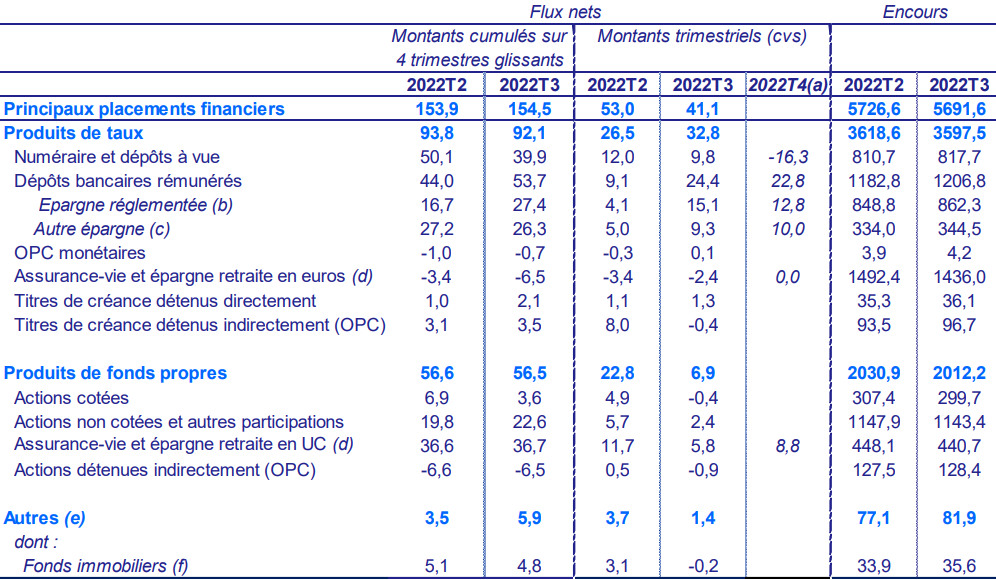 Flux nets Encours
Montants cumulés sur 4 trimestres glissants Montants trimestriels (cvs)
2022T2 2022T3 2022T2 2022T3 2022T4(a) 2022T2 2022T3
Principaux placements financiers 153,9 154,5 53,0 41,1 5726,6 5691,6
Produits de taux 93,8 92,1 26,5 32,8 3618,6 3597,5
Numéraire et dépôts à vue 50,1 39,9 12,0 9,8 -16,3 810,7 817,7
Dépôts bancaires rémunérés 44,0 53,7 9,1 24,4 22,8 1182,8 1206,8
Epargne réglementée (b) 16,7 27,4 4,1 15,1 12,8 848,8 862,3
Autre épargne (c) 27,2 26,3 5,0 9,3 10,0 334,0 344,5
OPC monétaires -1,0 -0,7 -0,3 0,1 3,9 4,2
Assurance-vie et épargne retraite en euros (d) -3,4 -6,5 -3,4 -2,4 0,0 1492,4 1436,0
Titres de créance détenus directement 1,0 2,1 1,1 1,3 35,3 36,1
Titres de créance détenus indirectement (OPC) 3,1 3,5 8,0 -0,4 93,5 96,7
Produits de fonds propres 56,6 56,5 22,8 6,9 2030,9 2012,2
Actions cotées 6,9 3,6 4,9 -0,4 307,4 299,7
Actions non cotées et autres participations 19,8 22,6 5,7 2,4 1147,9 1143,4
Assurance-vie et épargne retraite en UC (d) 36,6 36,7 11,7 5,8 8,8 448,1 440,7
Actions détenues indirectement (OPC) -6,6 -6,5 0,5 -0,9 127,5 128,4
Autres (e) 3,5 5,9 3,7 1,4 77,1 81,9
dont :
Fonds immobiliers (f) 5,1 4,8 3,1 -0,2 33,9 35,6